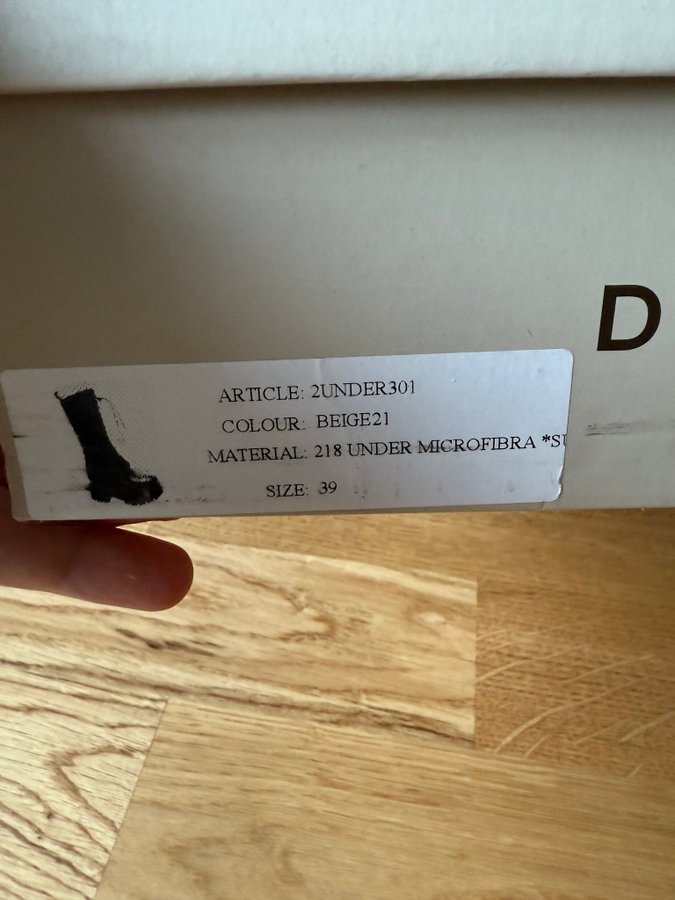 D
ARTICLE: 2UNDER301
COLOUR: BEIGE21
MATERIAL: 218 UNDER MICROFIBRA *SU
SIZE: 39